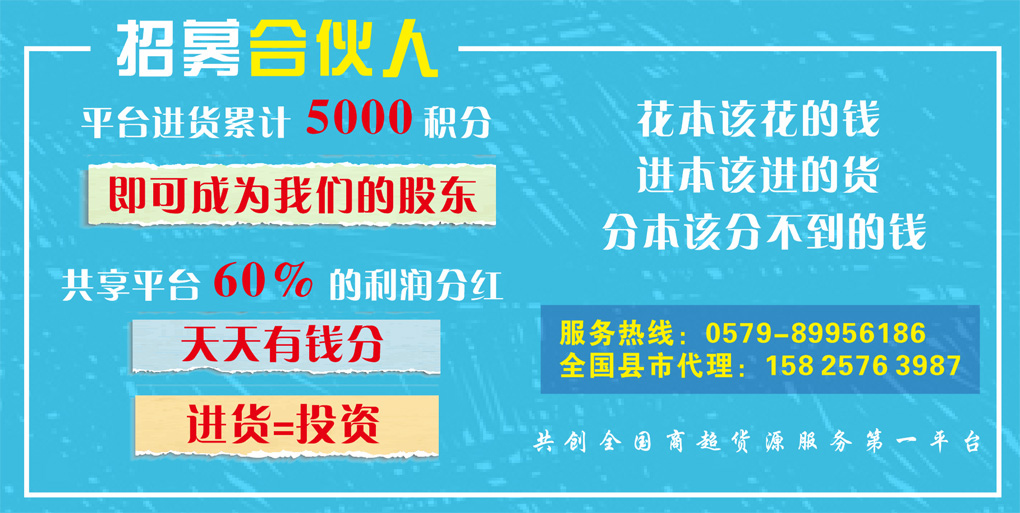 招募合伙人
平台进货累计 5000 积分
即可成为我们的股东
共享平台 60% 的利润分红
天天有钱分
进货=投资
花本该花的钱
进本该进的货
分本该分不到的钱
服务热线：0579-89956186
全国县市代理：158 2576 3987
共创全国商超货源服务第一平台